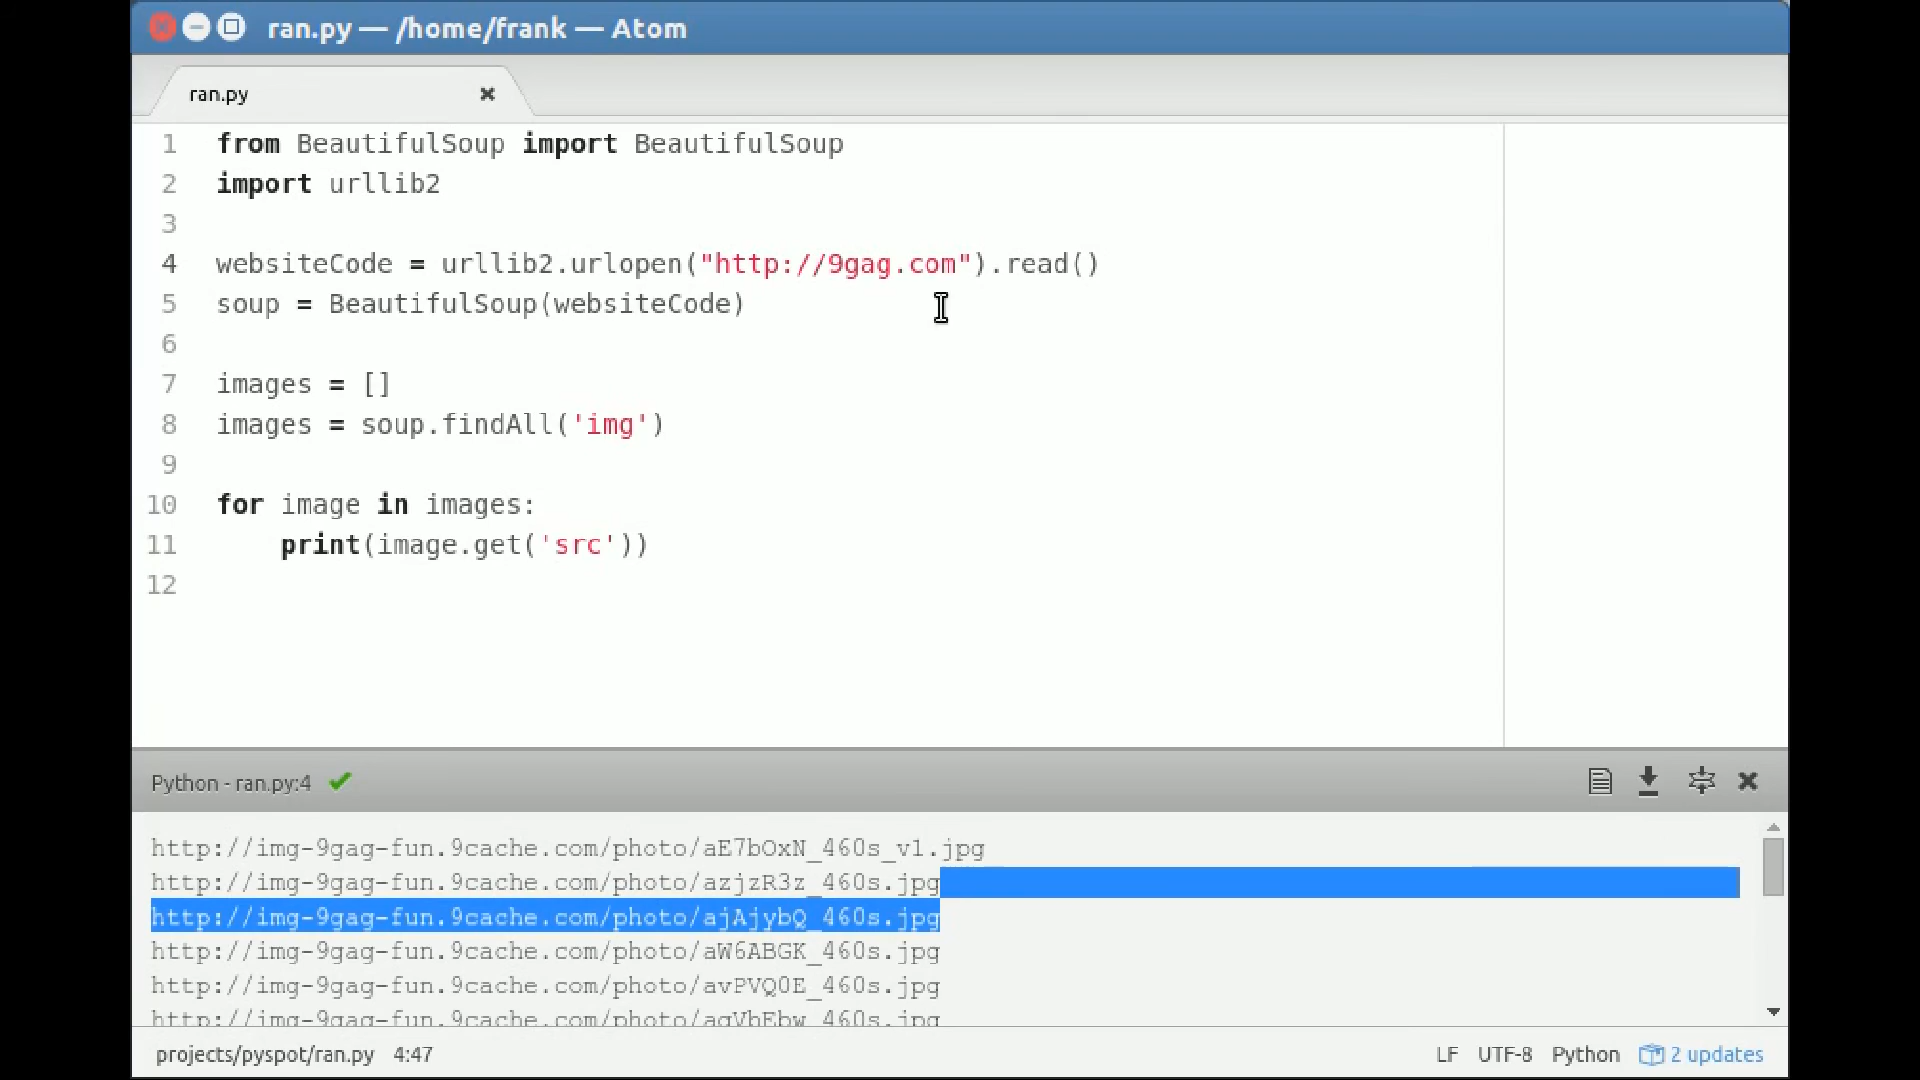 ran.py — /home/frank — Atom
ran.py
1 from BeautifulSoup import BeautifulSoup
2 import urllib2
3
4 websiteCode = urllib2.urlopen("http://9gag.com").read()
5 soup = BeautifulSoup(websiteCode)
6
7 images = []
8 images = soup.findAll('img')
9
10 for image in images:
11     print(image.get('src'))
12
Python - ran.py:4
http://img-9gag-fun.9cache.com/photo/aE7bOxN_460s_v1.jpg
http://img-9gag-fun.9cache.com/photo/azjzR3z_460s.jpg
http://img-9gag-fun.9cache.com/photo/ajAjybQ_460s.jpg
http://img-9gag-fun.9cache.com/photo/aW6ABGK_460s.jpg
http://img-9gag-fun.9cache.com/photo/avPVQ0E_460s.jpg
projects/pyspot/ran.py 4:47 LF UTF-8 Python 2 updates